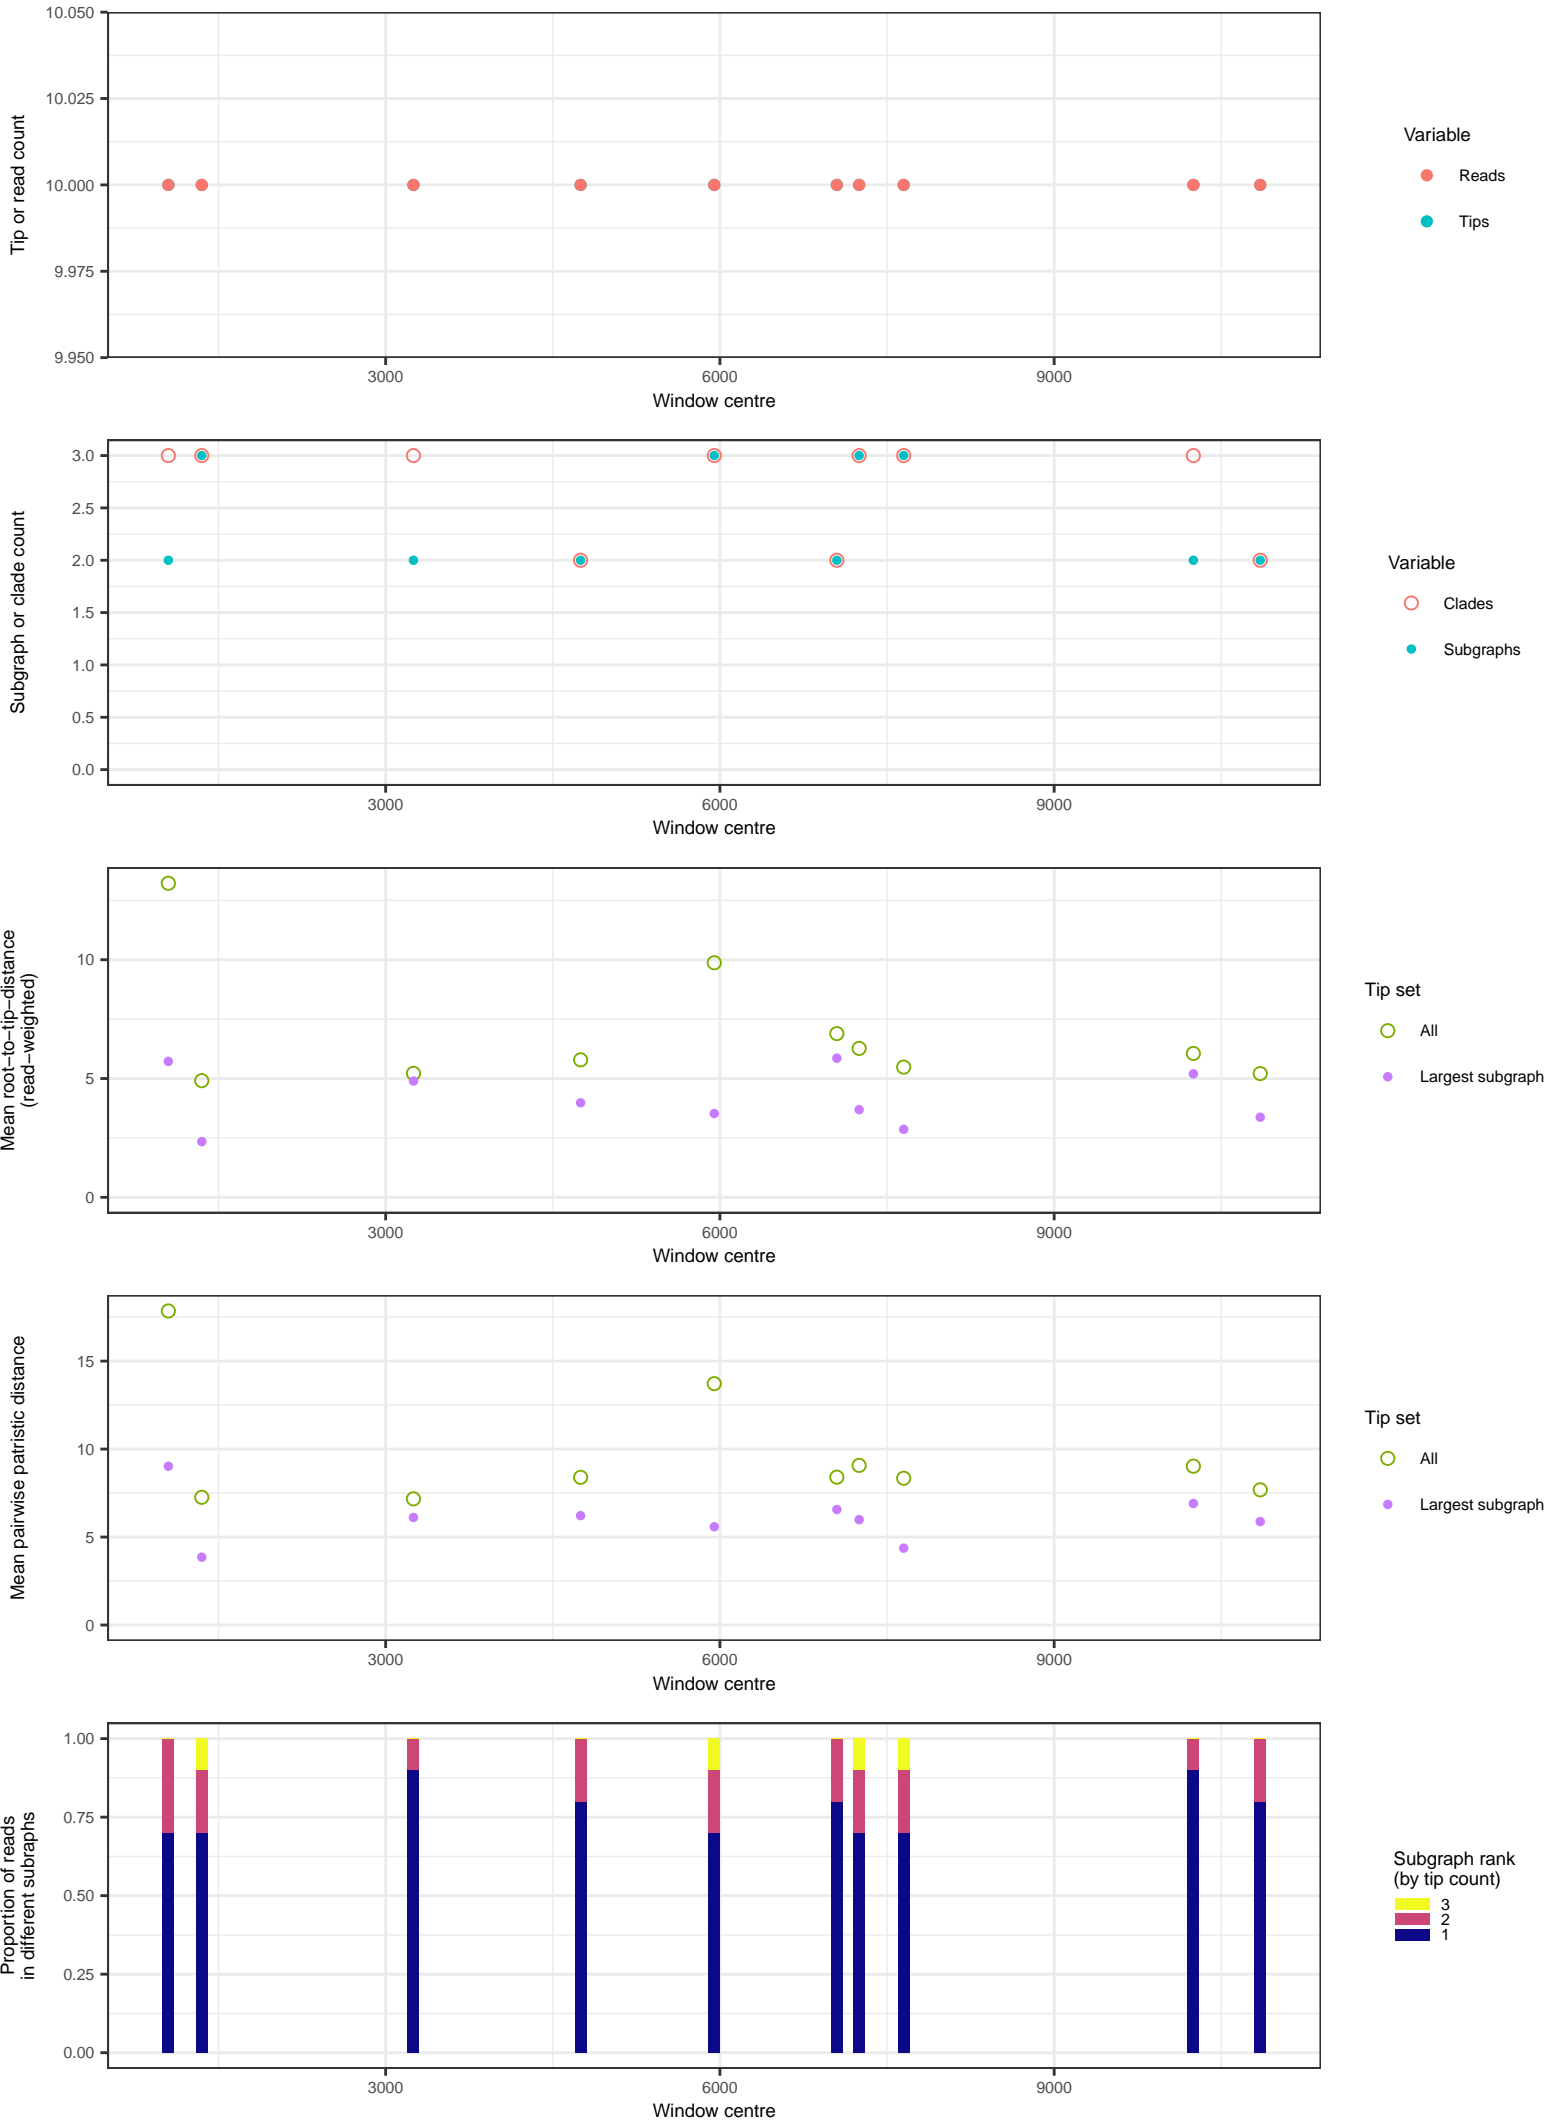 10.050
10.025
10.000
9.975
9.950
Tip or read count
3000
6000
9000
Window centre
Variable
Reads
Tips
3.0
2.5
2.0
1.5
1.0
0.5
0.0
Subgraph or clade count
3000
6000
9000
Window centre
Variable
Clades
Subgraphs
10
5
0
Mean root−to−tip−distance
(read−weighted)
3000
6000
9000
Window centre
Tip set
All
Largest subgraph
15
10
5
0
Mean pairwise patristic distance
3000
6000
9000
Window centre
Tip set
All
Largest subgraph
1.00
0.75
0.50
0.25
0.00
Proportion of reads
in different subraphs
3000
6000
9000
Window centre
Subgraph rank
(by tip count)
3
2
1